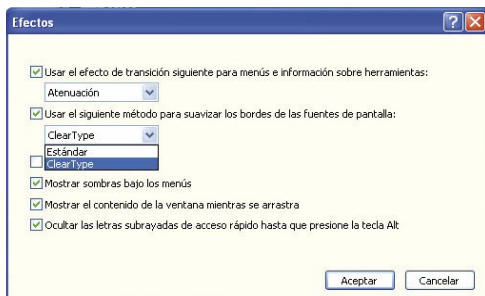 Efectos
Usar el efecto de transición siguiente para menús e información sobre herramientas:
Atenuación
Usar el siguiente método para suavizar los bordes de las fuentes de pantalla:
ClearType
Estándar
ClearType
Mostrar sombras bajo los menús
Mostrar el contenido de la ventana mientras se arrastra
Ocultar las letras subrayadas de acceso rápido hasta que presione la tecla Alt
Aceptar Cancelar